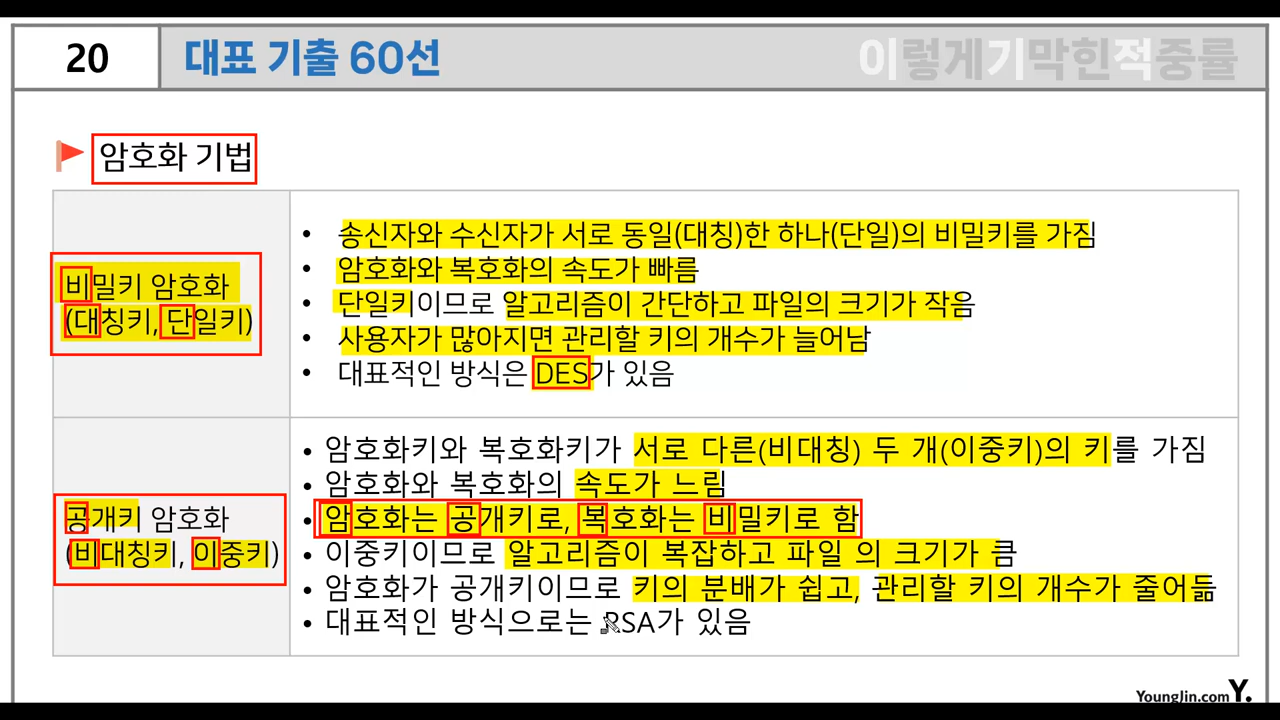 20
대표 기출 60선
이렇게기막힌적중률
암호화 기법
비밀키 암호화
(대칭키, 단일키)
• 송신자와 수신자가 서로 동일(대칭)한 하나(단일)의 비밀키를 가짐
• 암호화와 복호화의 속도가 빠름
• 단일키이므로 알고리즘이 간단하고 파일의 크기가 작음
• 사용자가 많아지면 관리할 키의 개수가 늘어남
• 대표적인 방식은 DES가 있음
공개키 암호화
(비대칭키, 이중키)
• 암호화키와 복호화키가 서로 다른(비대칭) 두 개(이중키)의 키를 가짐
• 암호화와 복호화의 속도가 느림
• 암호화는 공개키로, 복호화는 비밀키로 함
• 이중키이므로 알고리즘이 복잡하고 파일 의 크기가 큼
• 암호화가 공개키이므로 키의 분배가 쉽고, 관리할 키의 개수가 줄어듦
• 대표적인 방식으로는 RSA가 있음
YoungJin.com Y.